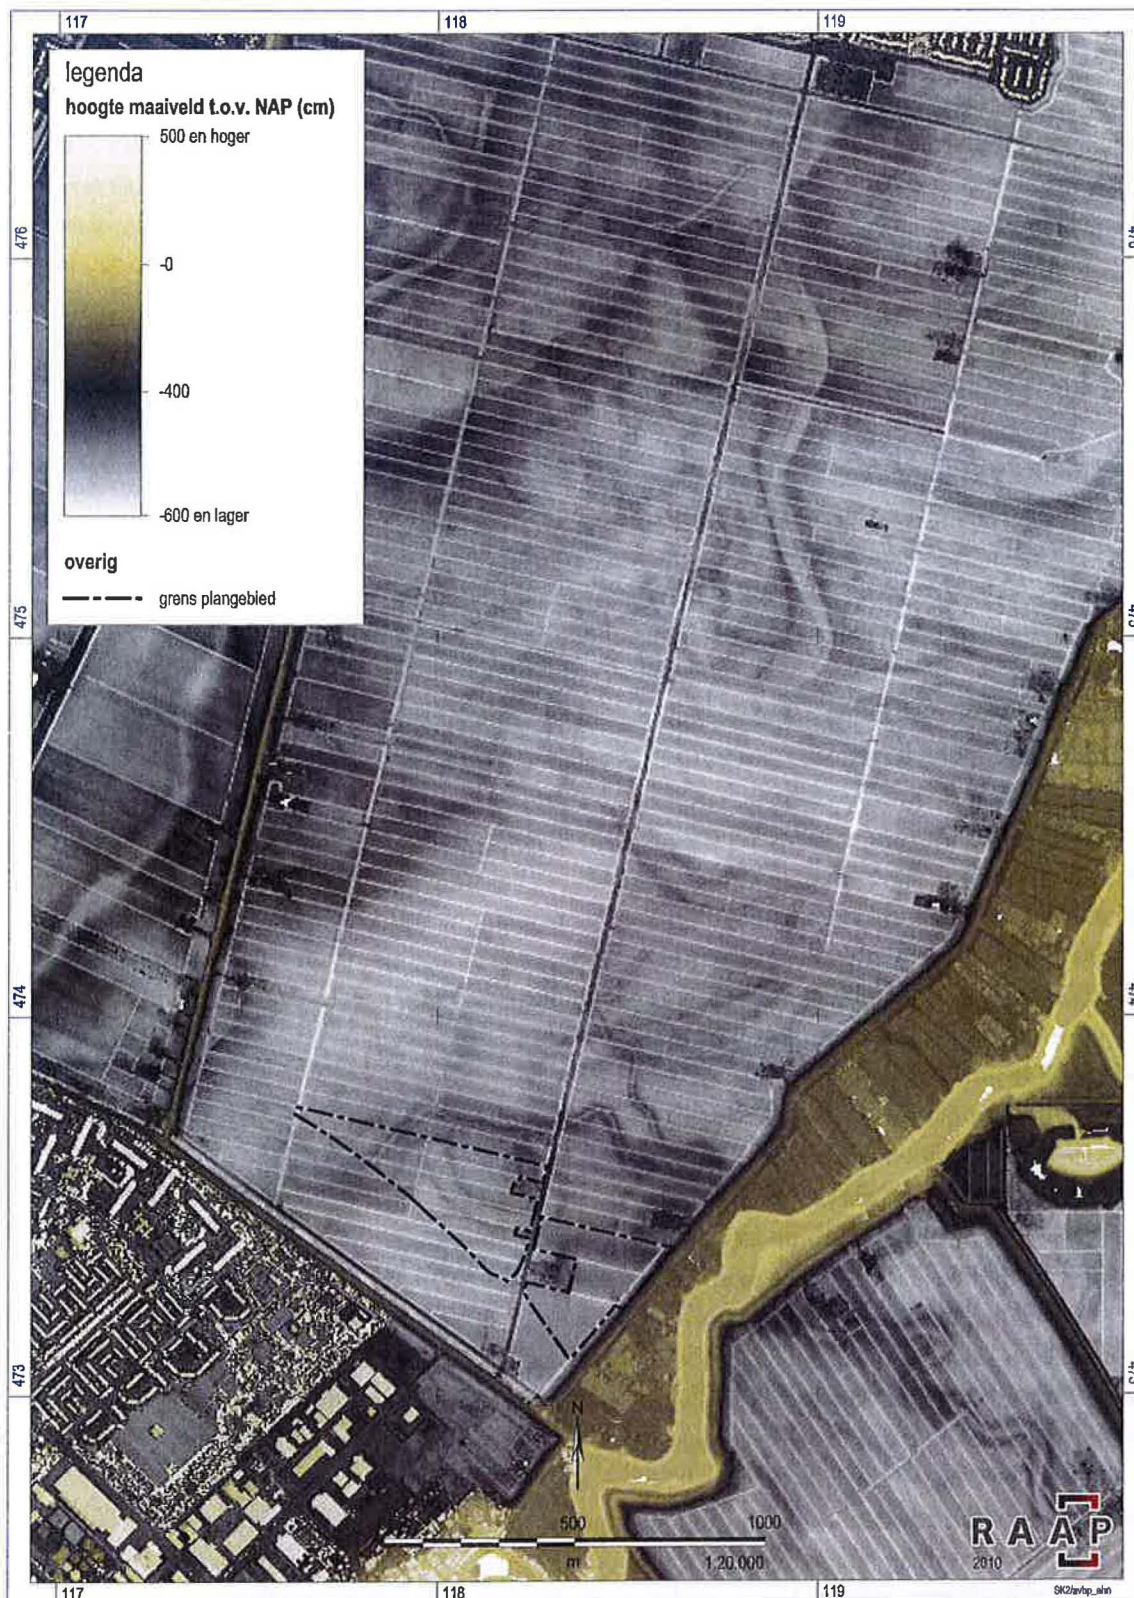 117
118
119
legenda
hoogte maaiveld t.o.v. NAP (cm)
500 en hoger
-0
-400
-600 en lager
overig
grens plangebied
476
475
474
473
N
500
1000
m
1:20.000
RAAP
2010
117
118
119